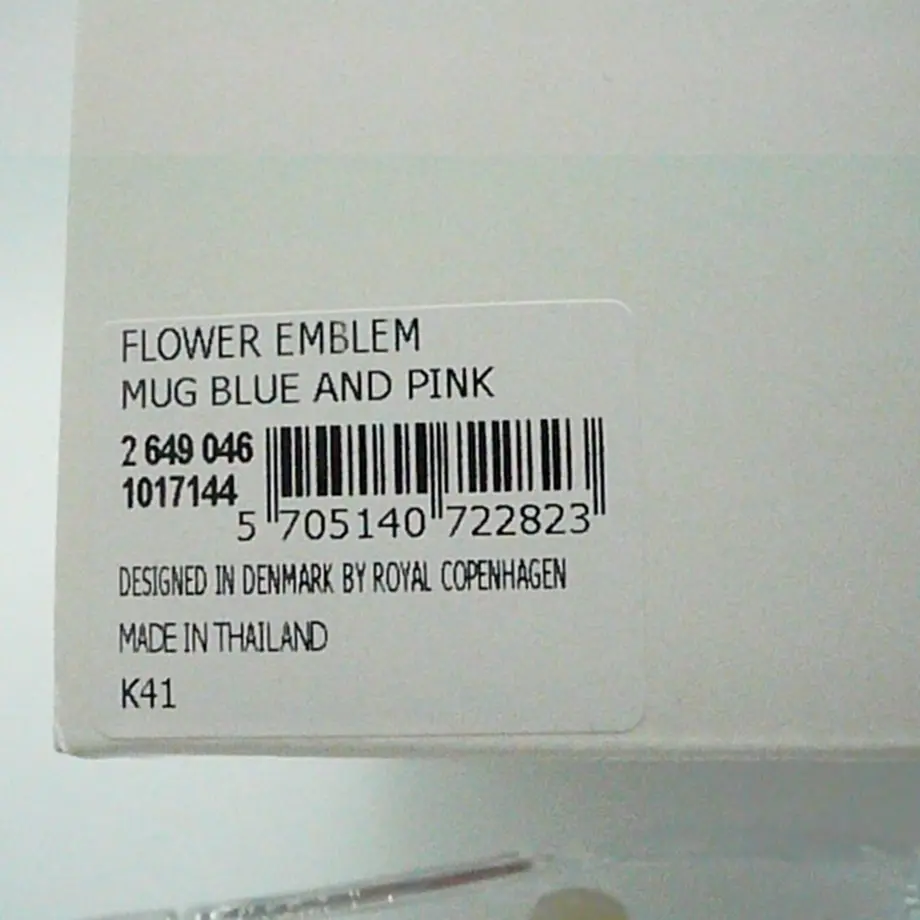 FLOWER EMBLEM
MUG BLUE AND PINK
2 649 046
1017144
5 705140 722823
DESIGNED IN DENMARK BY ROYAL COPENHAGEN
MADE IN THAILAND
K41